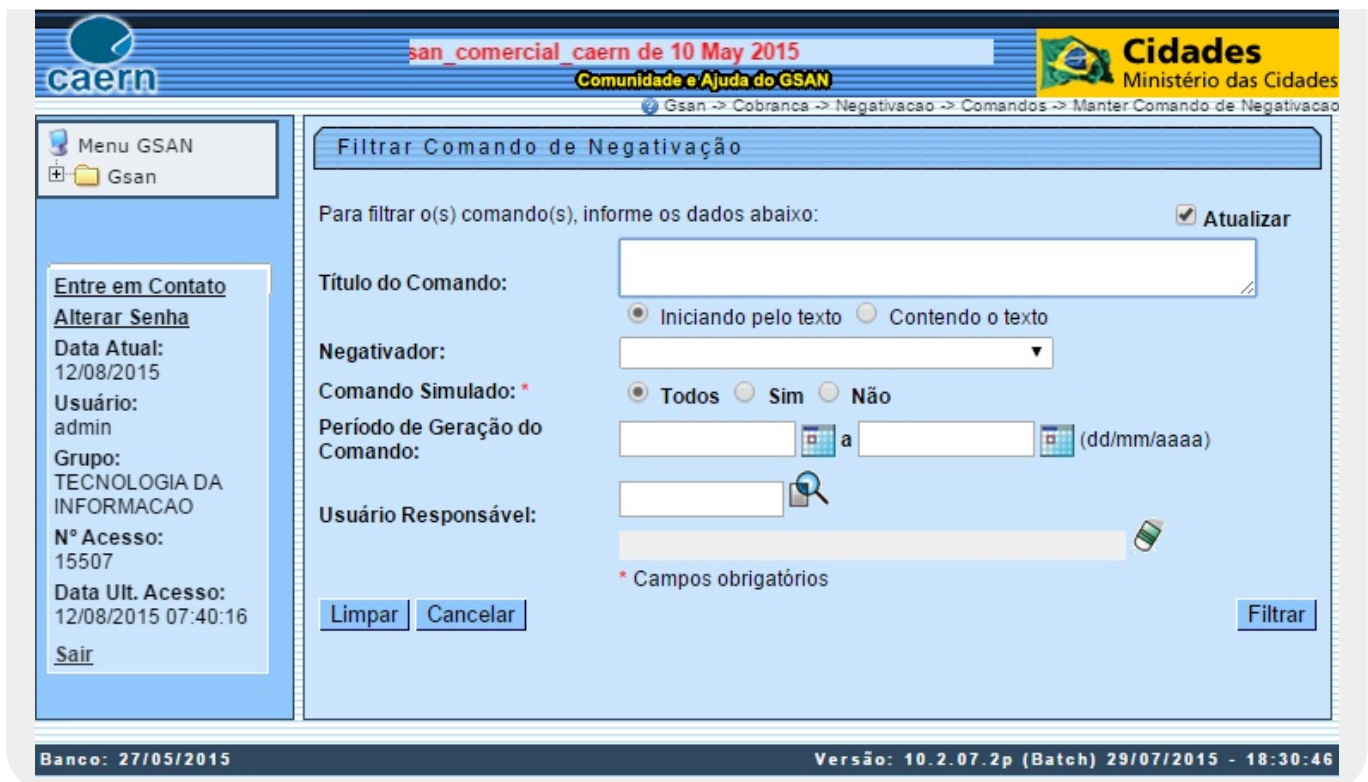 caern
san_comercial_caern de 10 May 2015
Comunidade e Ajuda do GSAN
Cidades
Ministério das Cidades
Gsan -> Cobranca -> Negativacao -> Comandos -> Manter Comando de Negativacao
Menu GSAN
Gsan
Entre em Contato
Alterar Senha
Data Atual:
12/08/2015
Usuário:
admin
Grupo:
TECNOLOGIA DA
INFORMACAO
Nº Acesso:
15507
Data Ult. Acesso:
12/08/2015 07:40:16
Sair
Filtrar Comando de Negativação
Para filtrar o(s) comando(s), informe os dados abaixo:
Atualizar
Título do Comando:
Iniciando pelo texto Contendo o texto
Negativador:
Comando Simulado: * Todos Sim Não
Período de Geração do
Comando:
a (dd/mm/aaaa)
Usuário Responsável:
* Campos obrigatórios
Limpar Cancelar Filtrar
Banco: 27/05/2015 Versão: 10.2.07.2p (Batch) 29/07/2015 - 18:30:46